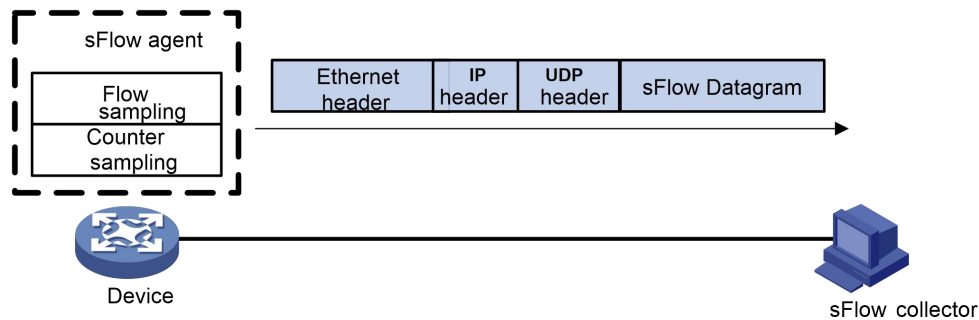 sFlow agent
Flow
sampling
Counter
sampling
Ethernet
header
IP
header
UDP
header
sFlow Datagram
Device
sFlow collector